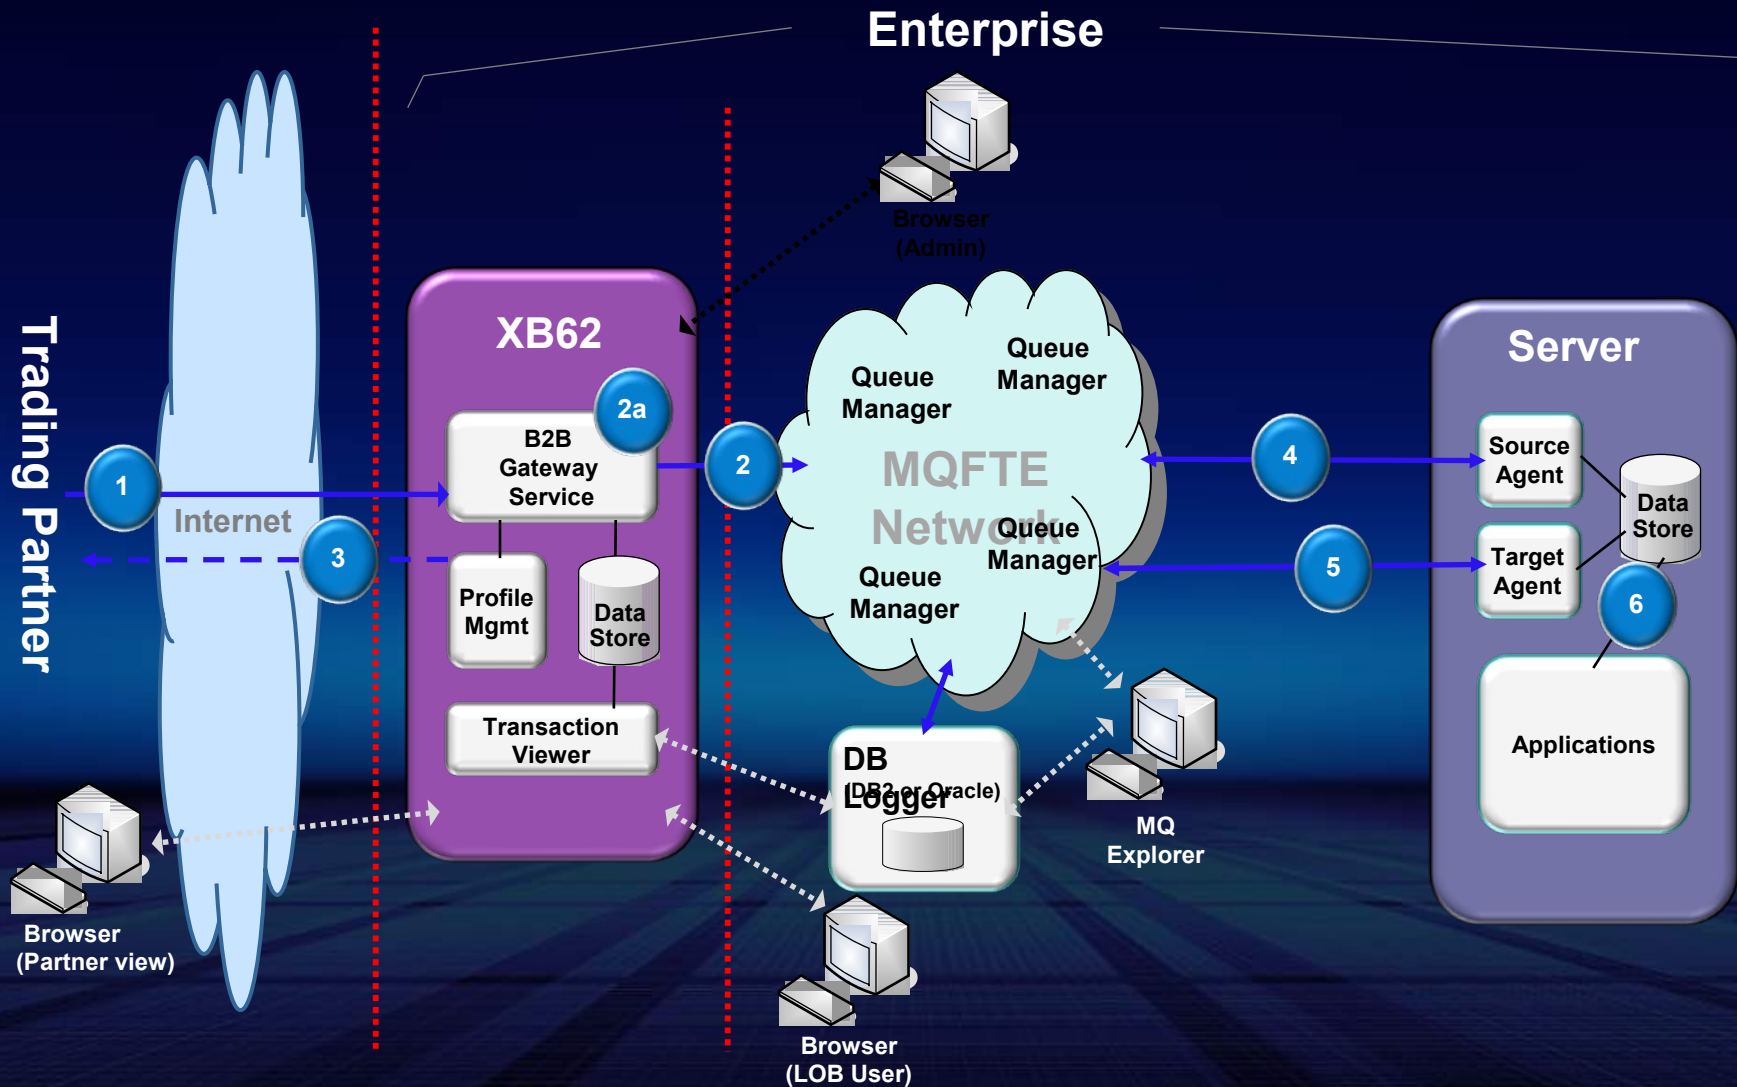 Enterprise
Trading Partner
Internet
1
3
XB62
2a
B2B
Gateway
Service
Profile
Mgmt
Data
Store
Transaction
Viewer
2
Browser
(Admin)
Queue
Manager
Queue
Manager
MQFTE
Network
Queue
Manager
Queue
Manager
4
5
Server
Source
Agent
Target
Agent
Data
Store
6
Applications
DB
Logger
(DB2 or Oracle)
MQ
Explorer
Browser
(Partner view)
Browser
(LOB User)